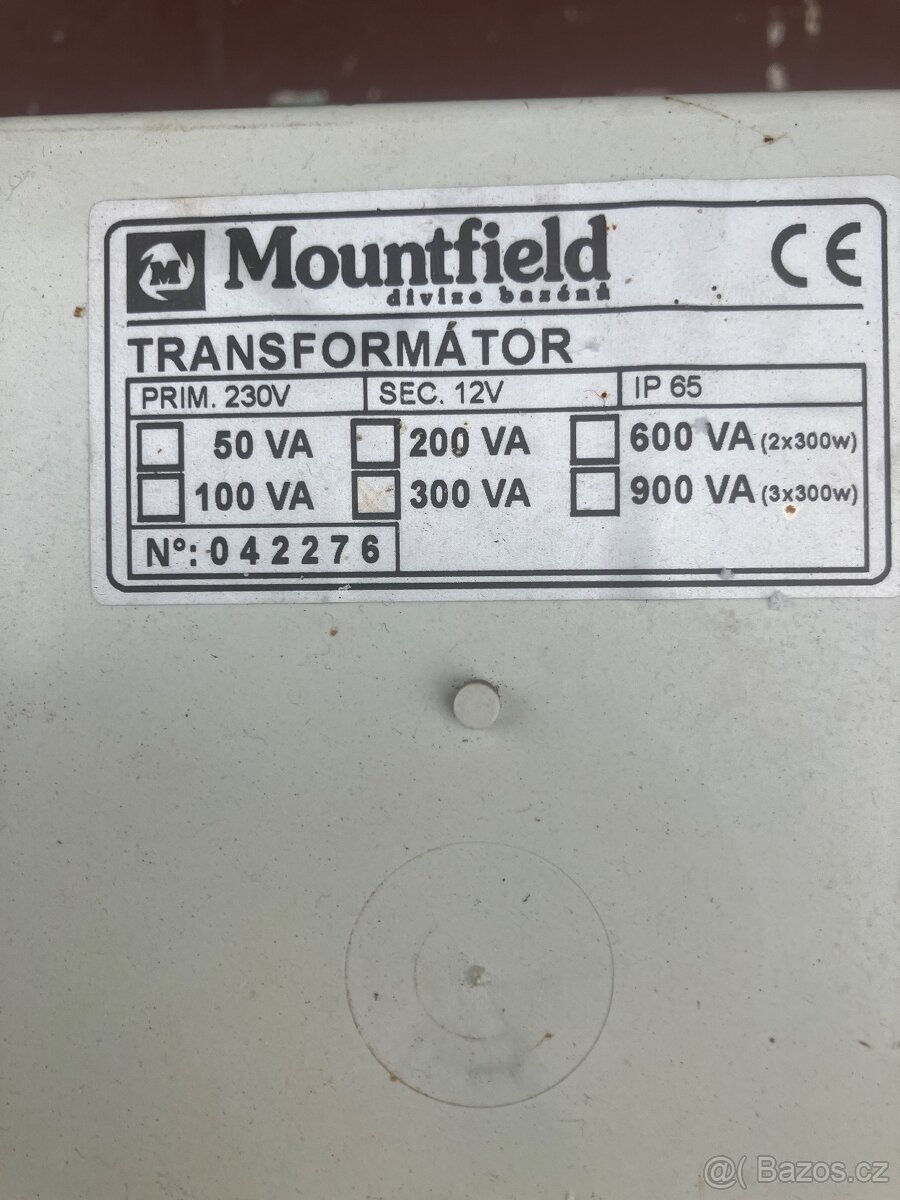 M Mountfield CE
divize bazénů
TRANSFORMÁTOR
PRIM. 230V SEC. 12V IP 65
50 VA 200 VA 600 VA (2x300w)
100 VA 300 VA 900 VA (3x300w)
N°: 042276
@( Bazos.cz